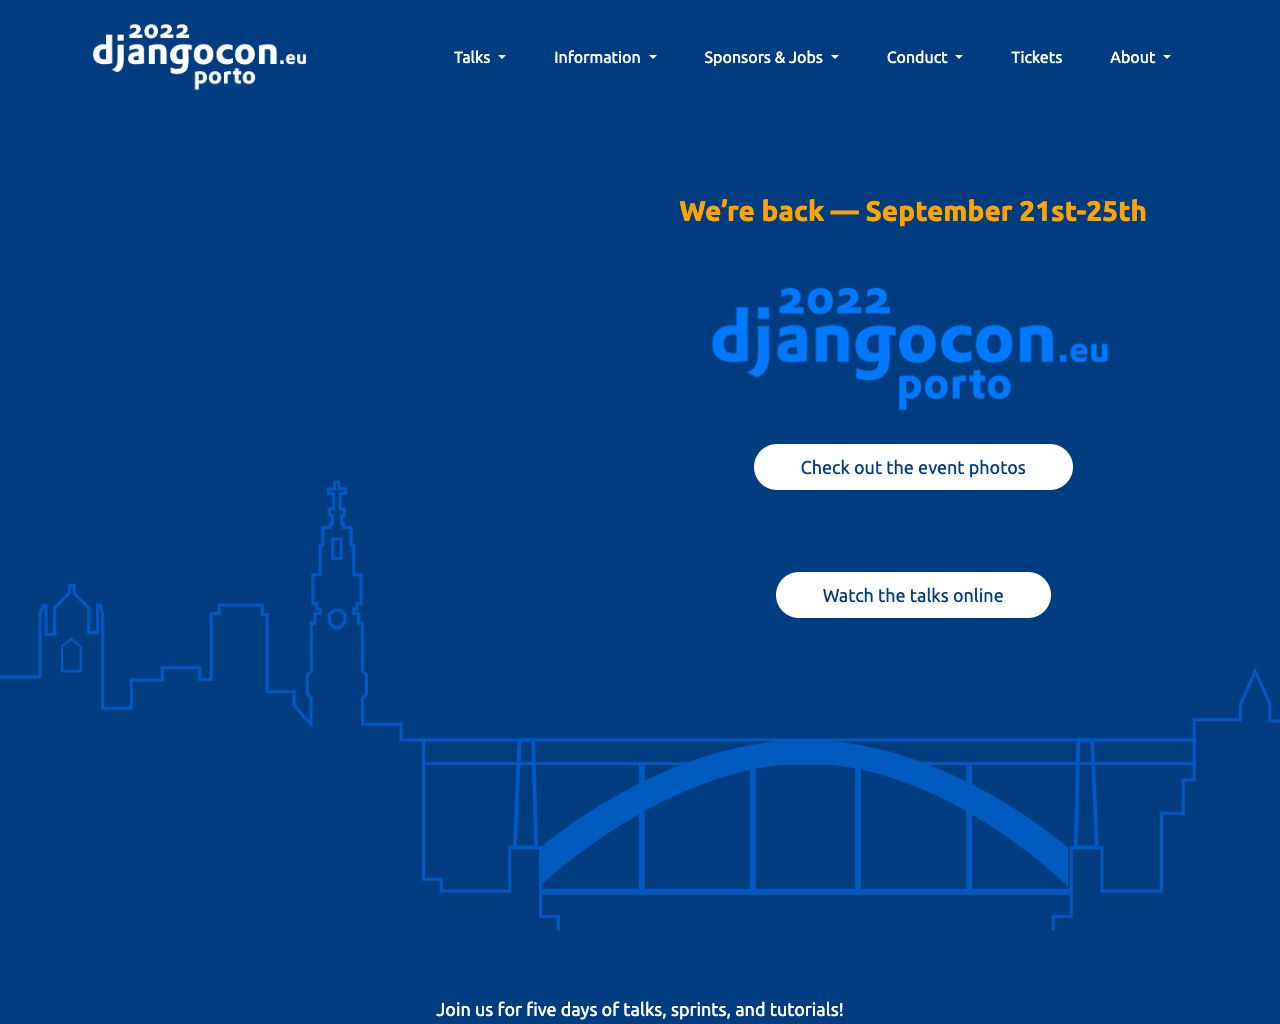 2022
djangocon.eu
porto
Talks
Information
Sponsors & Jobs
Conduct
Tickets
About
We're back — September 21st-25th
2022
djangocon.eu
porto
Check out the event photos
Watch the talks online
Join us for five days of talks, sprints, and tutorials!